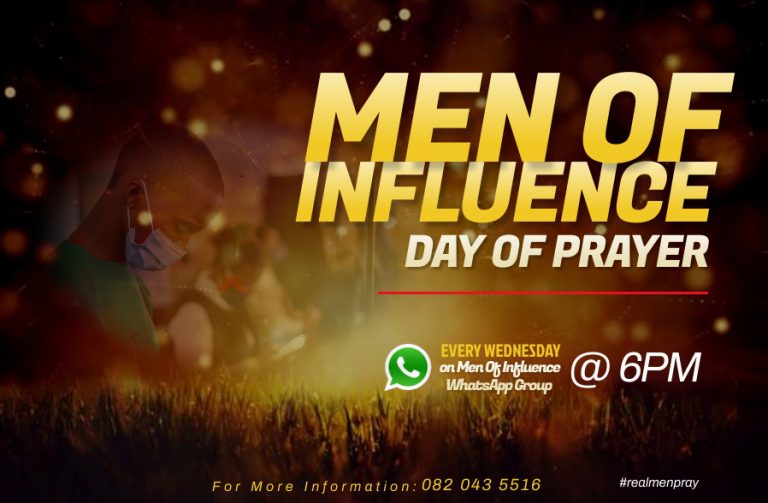 MEN OF
INFLUENCE
DAY OF PRAYER
EVERY WEDNESDAY
on Men Of Influence
WhatsApp Group
@ 6PM
For More Information: 082 043 5516
#realmenpray